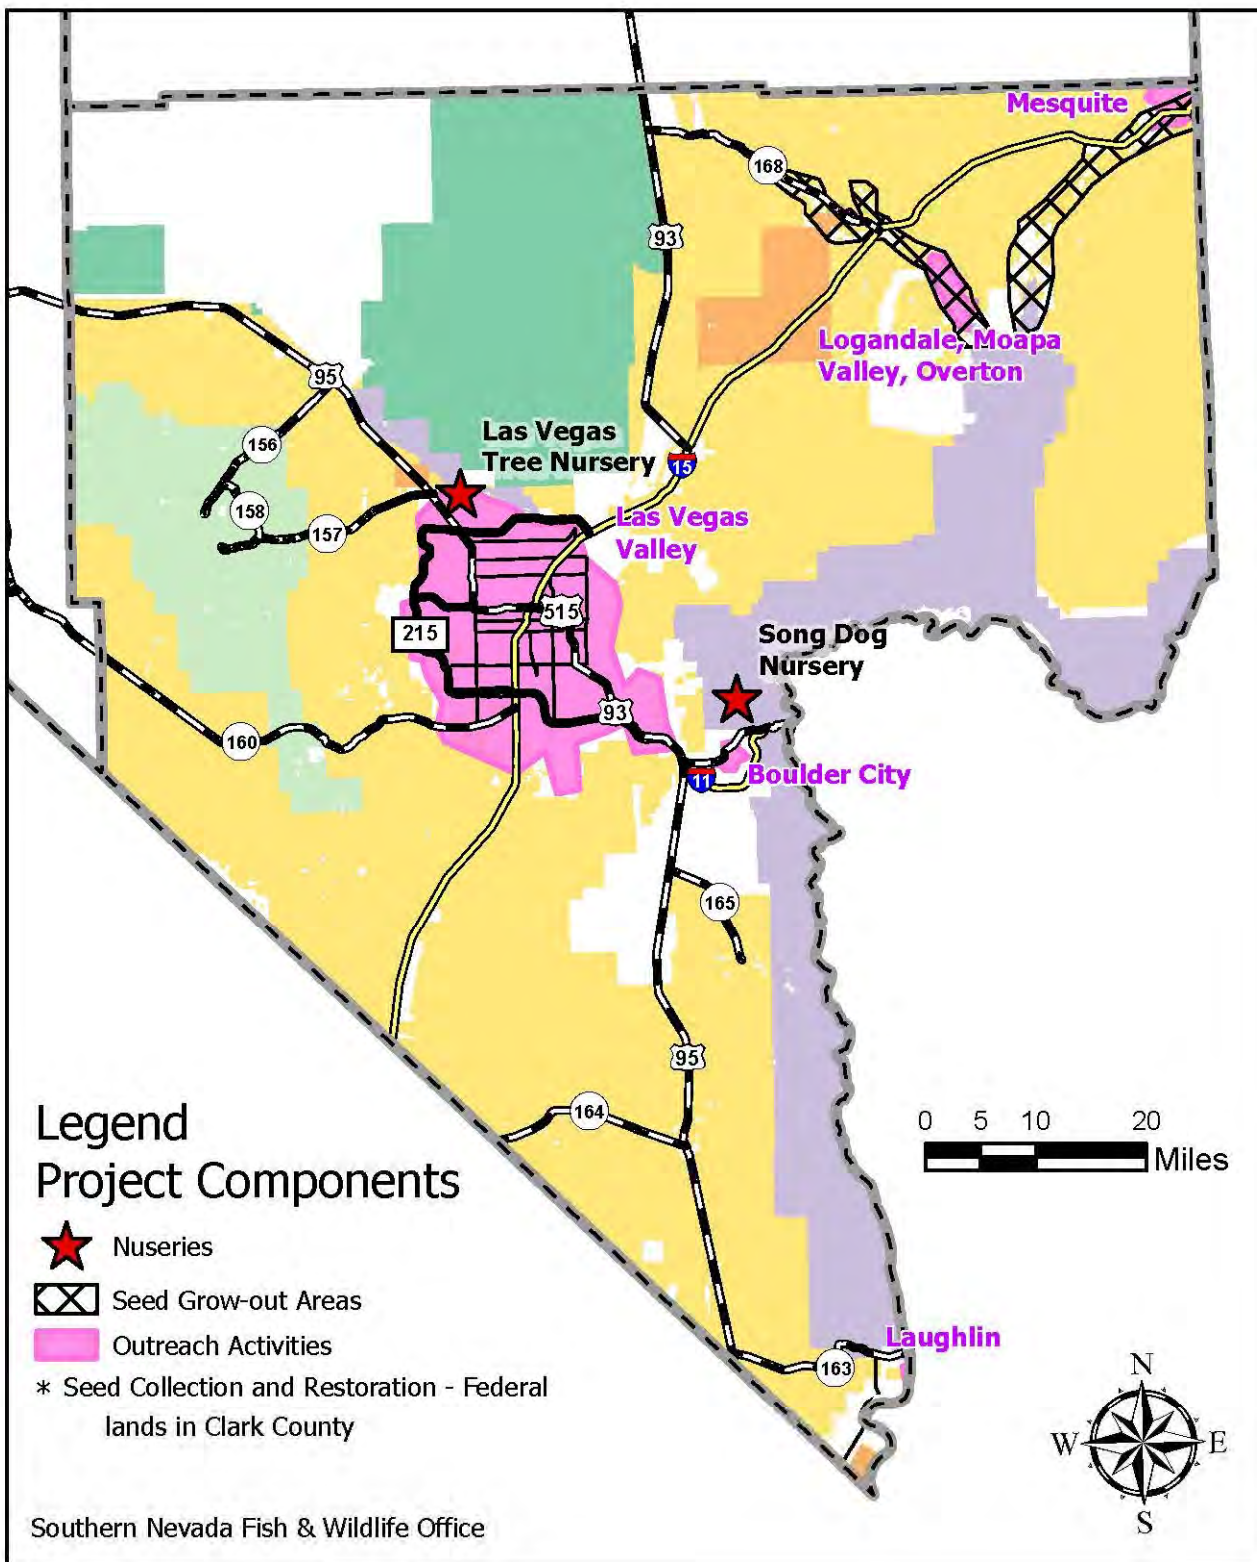 Mesquite
168
93
Logandale, Moapa
Valley, Overton
95
Las Vegas
Tree Nursery
15
156
158
157
Las Vegas
Valley
515
215
Song Dog
Nursery
93
160
Boulder City
11
165
95
0 5 10 20
Miles
164
Legend
Project Components
Nuseries
Seed Grow-out Areas
Outreach Activities
* Seed Collection and Restoration - Federal
lands in Clark County
Laughlin
163
N
W E
S
Southern Nevada Fish & Wildlife Office